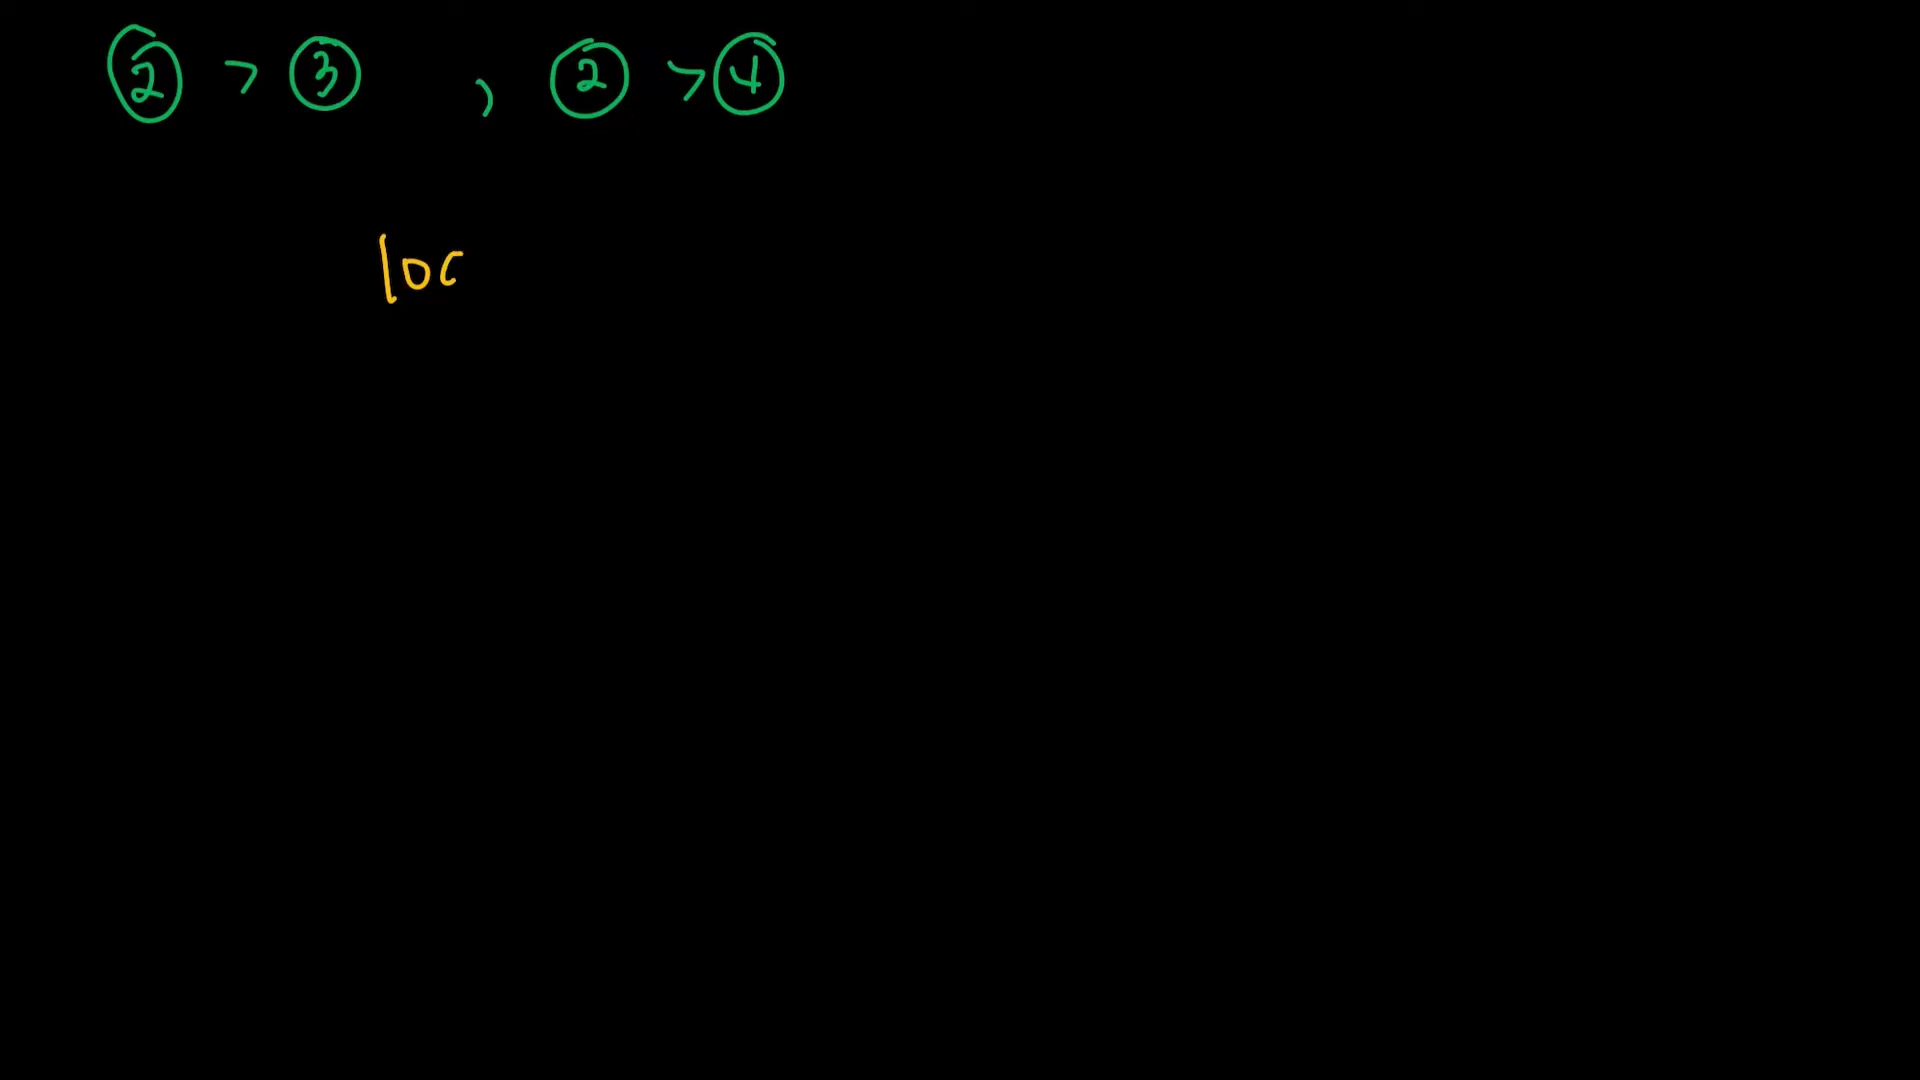 ② > ③ , ② > ④
loc